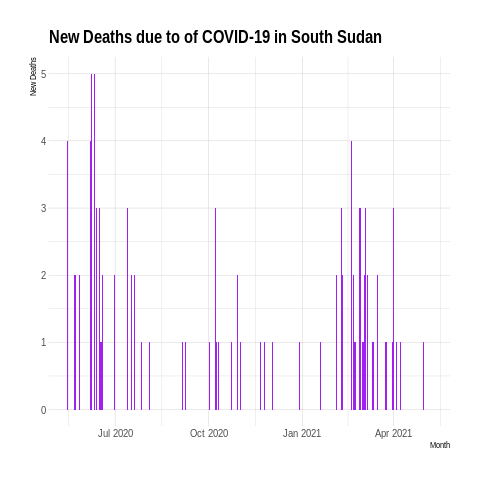 New Deaths due to of COVID-19 in South Sudan
New Deaths
5
4
3
2
1
0
Jul 2020
Oct 2020
Jan 2021
Apr 2021
Month